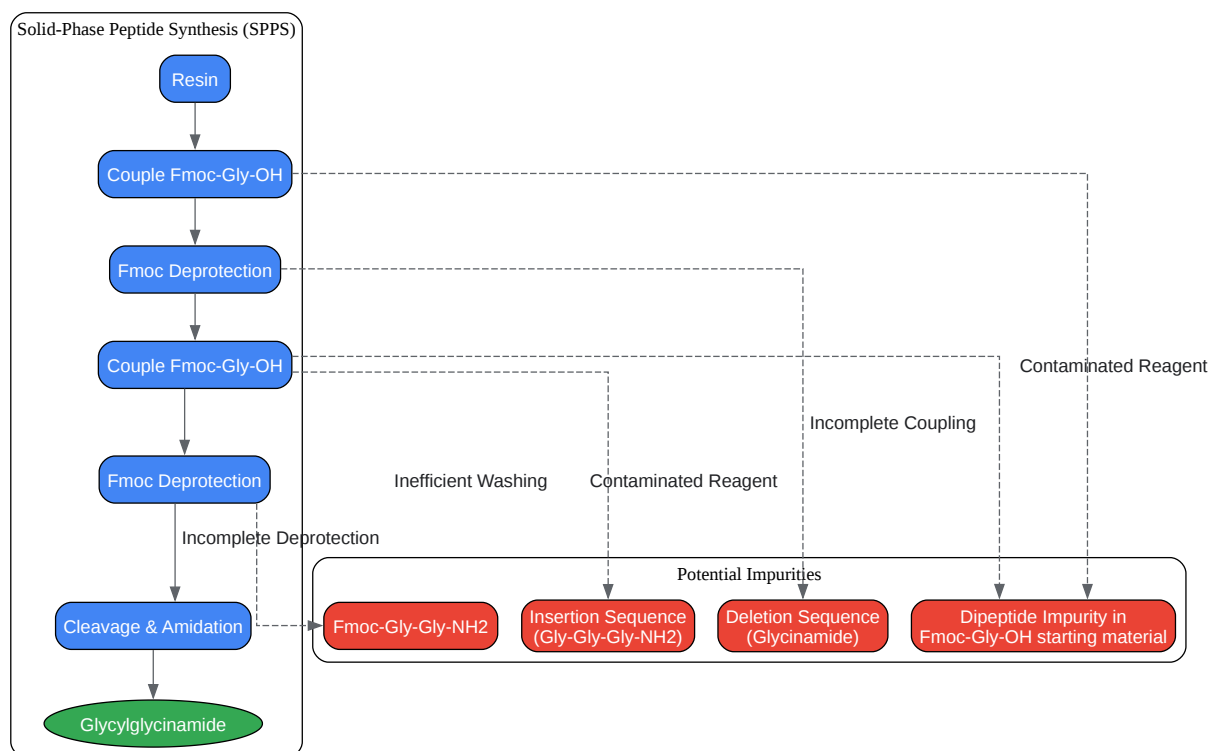 Solid-Phase Peptide Synthesis (SPPS)
Resin
Couple Fmoc-Gly-OH
Fmoc Deprotection
Couple Fmoc-Gly-OH
Contaminated Reagent
Incomplete Coupling
Fmoc Deprotection
Inefficient Washing
Contaminated Reagent
Incomplete Deprotection
Potential Impurities
Cleavage & Amidation
Fmoc-Gly-Gly-NH2
Insertion Sequence
(Gly-Gly-Gly-NH2)
Deletion Sequence
(Glycinamide)
Dipeptide Impurity in
Fmoc-Gly-OH starting material
Glycylglycinamide